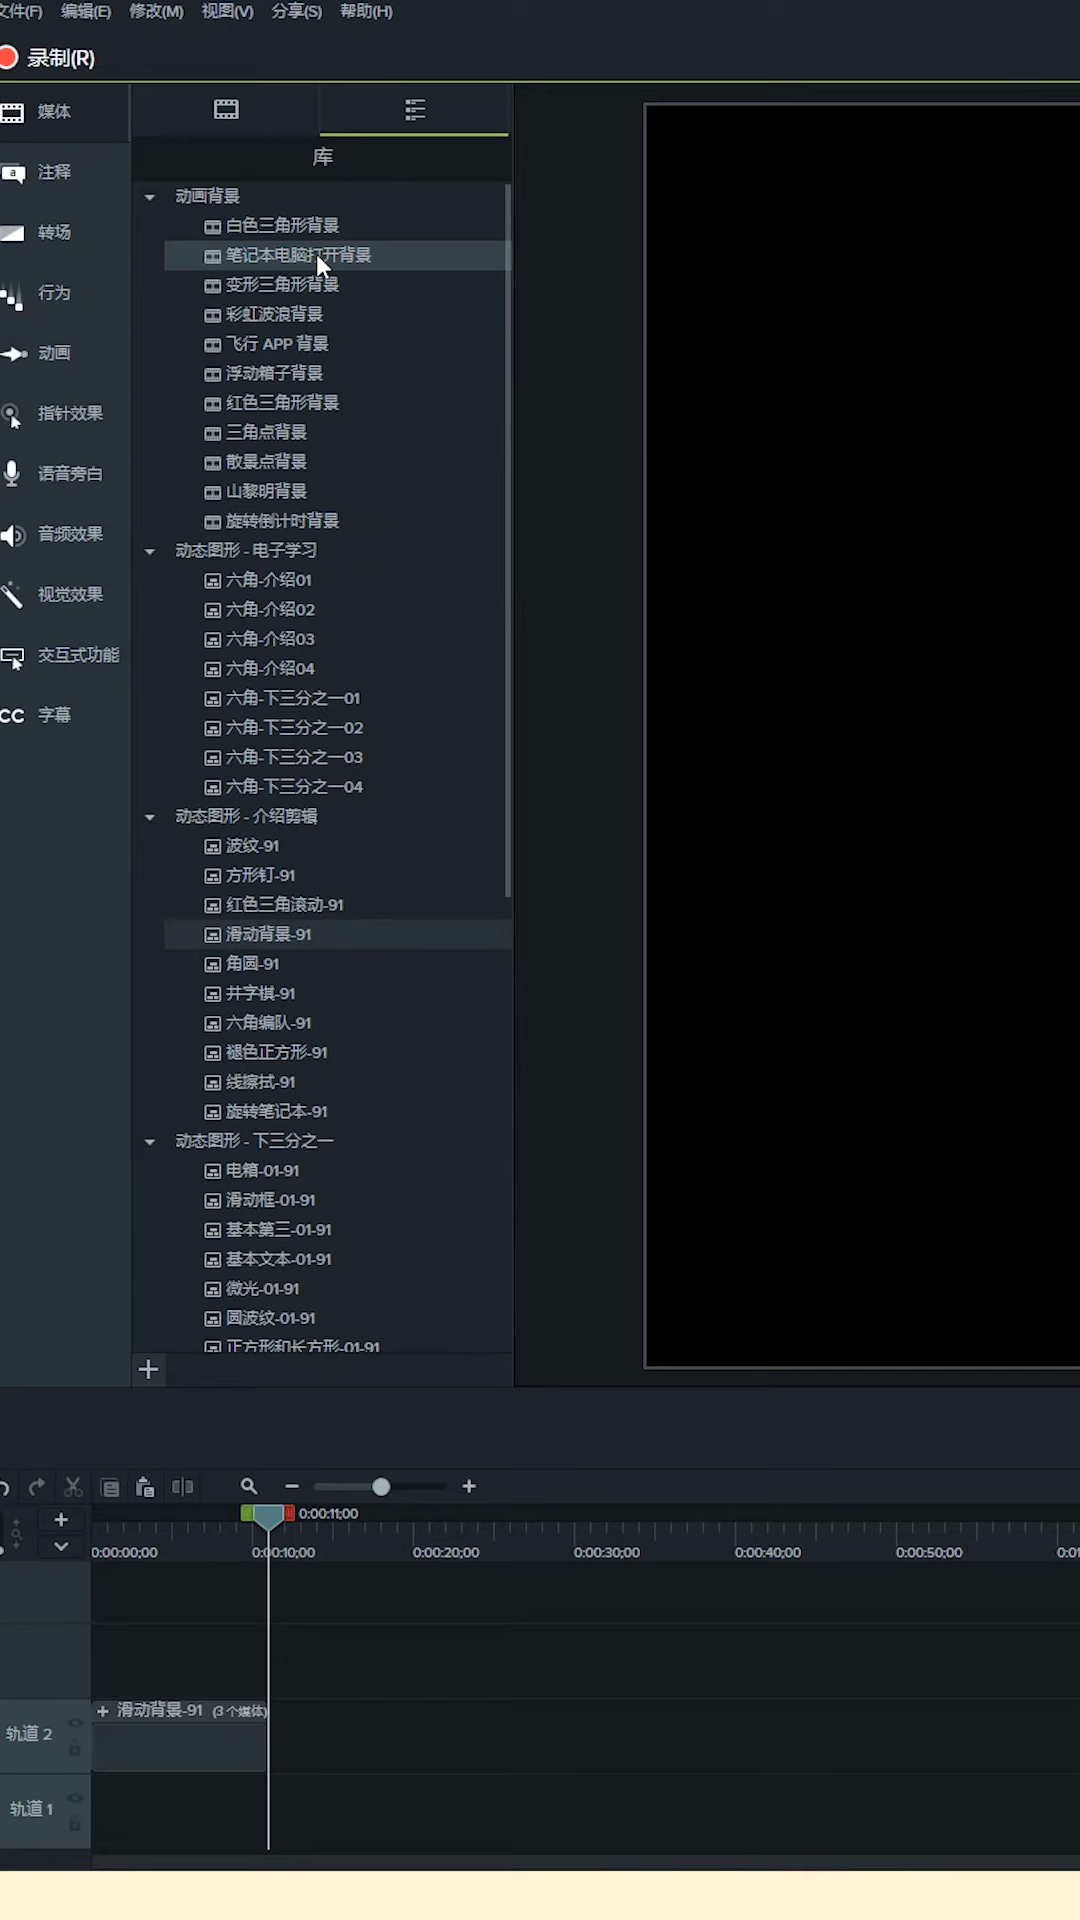 文件(F) 编辑(E) 修改(M) 视图(V) 分享(S) 帮助(H)
录制(R)
媒体
注释
转场
行为
动画
指针效果
语音旁白
音频效果
视觉效果
交互式功能
CC 字幕
库
动画背景
白色三角形背景
笔记本电脑打开背景
变形三角形背景
彩虹波浪背景
飞行 APP 背景
浮动箱子背景
红色三角形背景
三角点背景
散景点背景
山黎明背景
旋转倒计时背景
动态图形 - 电子学习
六角-介绍01
六角-介绍02
六角-介绍03
六角-介绍04
六角-下三分之一01
六角-下三分之一02
六角-下三分之一03
六角-下三分之一04
动态图形 - 介绍剪辑
波纹-91
方形钉-91
红色三角滚动-91
滑动背景-91
角圆-91
井字棋-91
六角编队-91
褪色正方形-91
线擦拭-91
旋转笔记本-91
动态图形 - 下三分之一
电箱-01-91
滑动框-01-91
基本第三-01-91
基本文本-01-91
微光-01-91
圆波纹-01-91
正方形和长方形-01-91
0:00:11;00
0:00:00;00 0:00:10;00 0:00:20;00 0:00:30;00 0:00:40;00 0:00:50;00 0:01
+ 滑动背景-91 (3 个媒体)
轨道 2
轨道 1